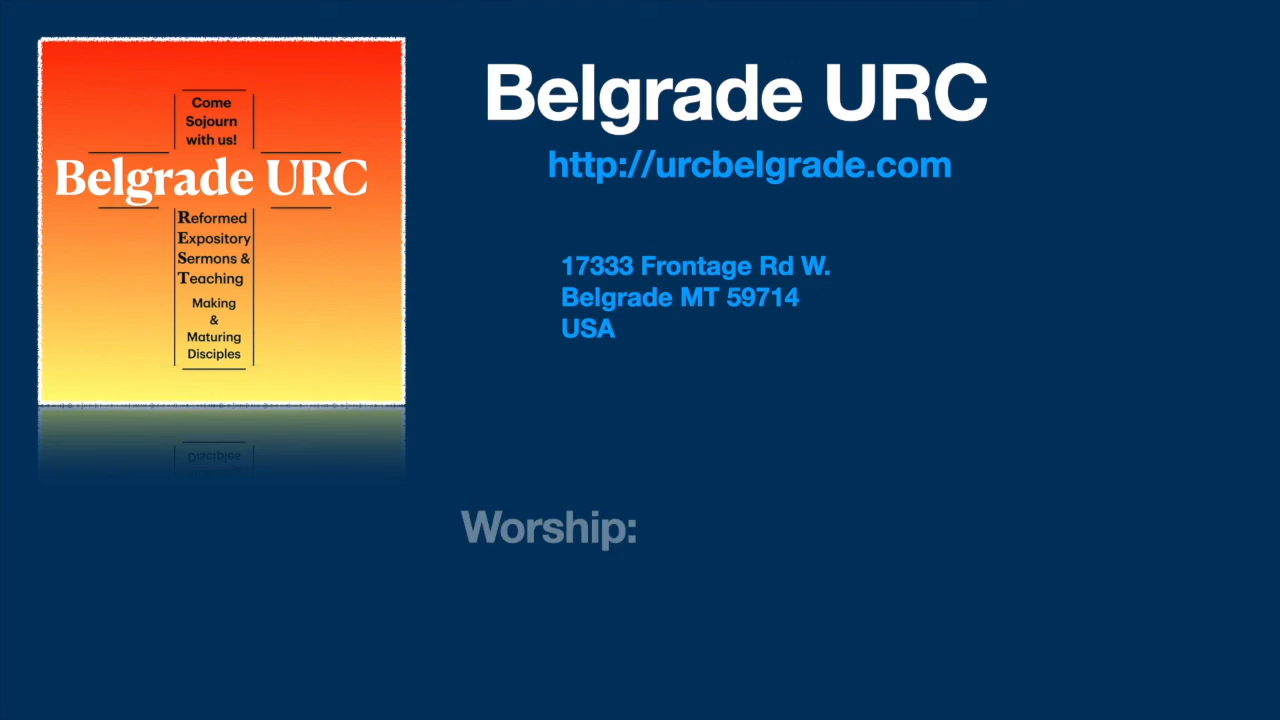 Come
Sojourn
with us!
Belgrade URC
Reformed
Expository
Sermons &
Teaching
Making
&
Maturing
Disciples
Disciples
Belgrade URC
http://urcbelgrade.com
17333 Frontage Rd W.
Belgrade MT 59714
USA
Worship: